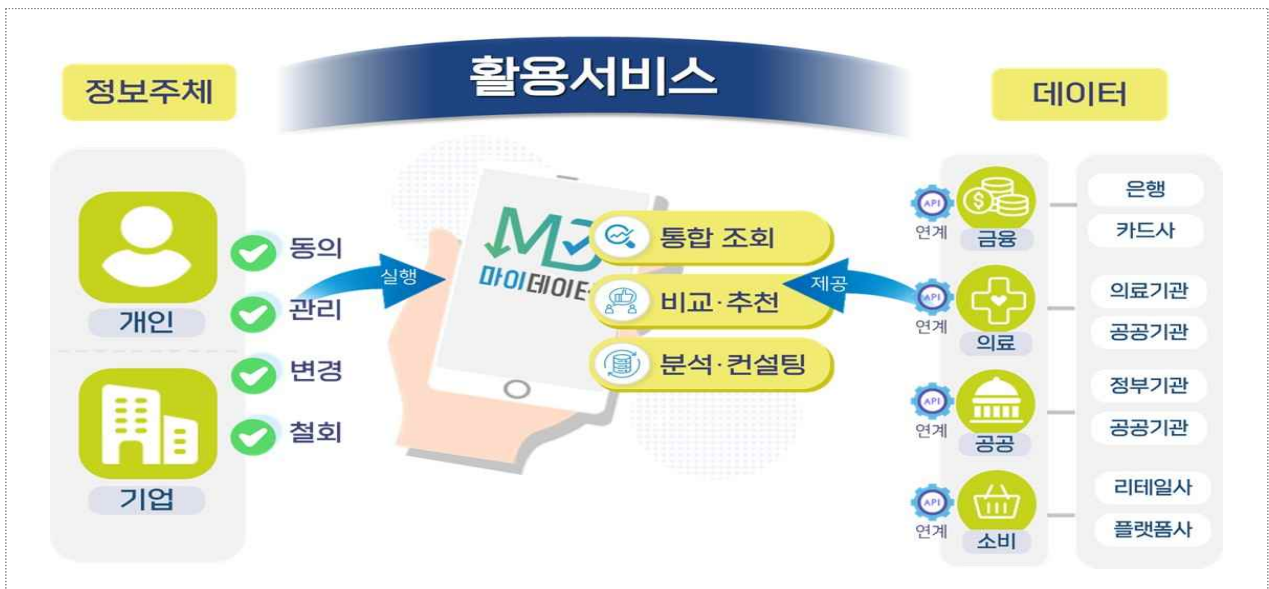 활용서비스
정보주체
데이터
개인
기업
동의
관리
변경
철회
실행
MD
마이데이터
통합 조회
비교·추천
분석·컨설팅
제공
API
연계
금융
은행
카드사
API
연계
의료
의료기관
공공기관
API
연계
공공
정부기관
공공기관
API
연계
소비
리테일사
플랫폼사